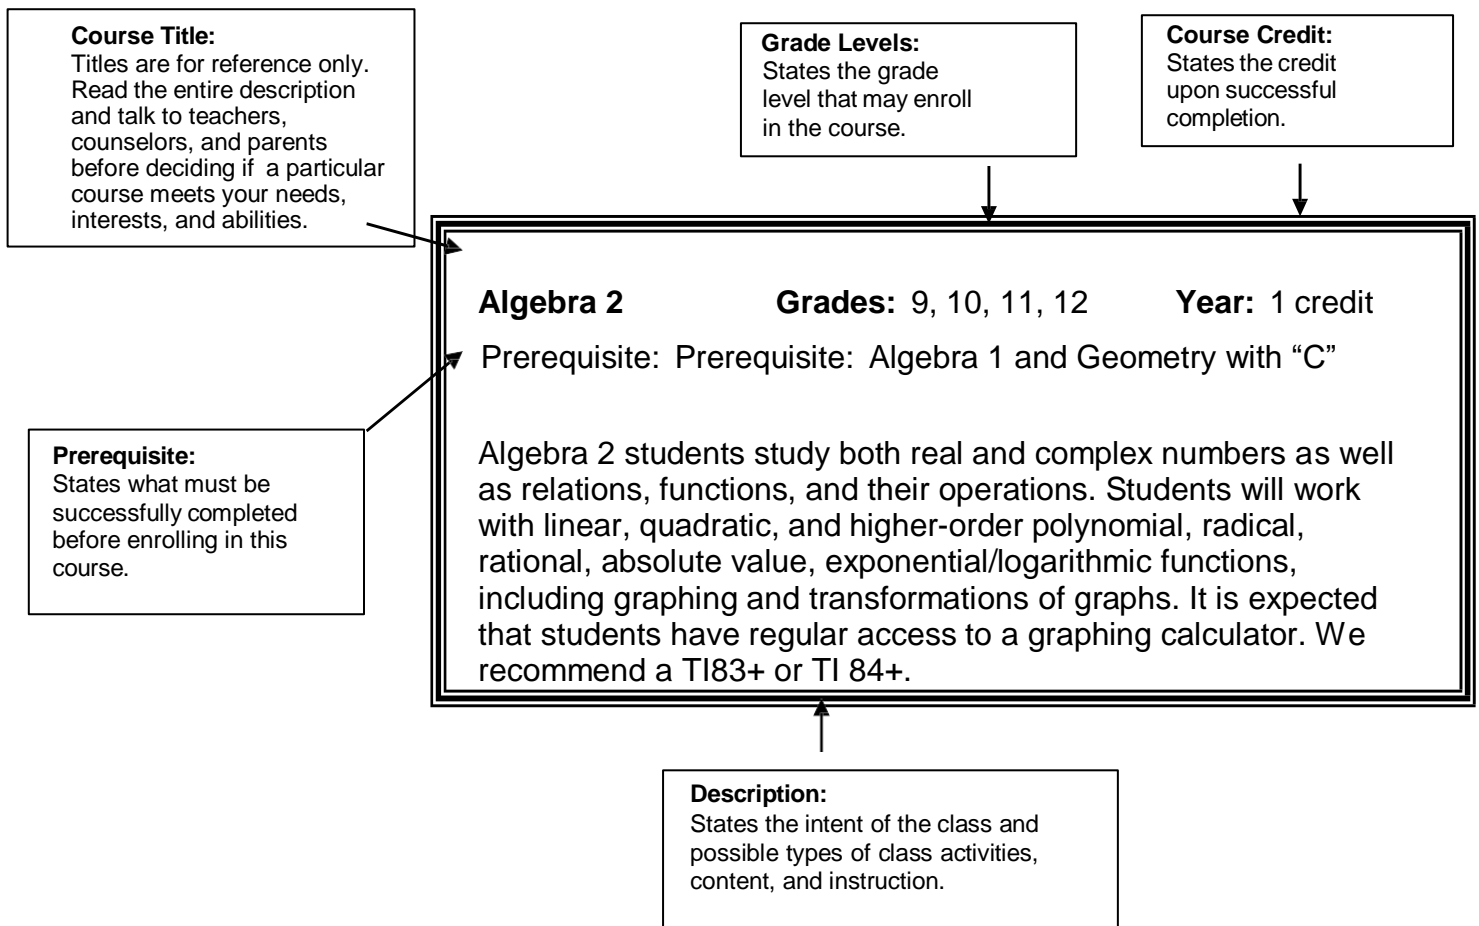 Course Title:
Titles are for reference only.
Read the entire description
and talk to teachers,
counselors, and parents
before deciding if a particular
course meets your needs,
interests, and abilities.
Grade Levels:
States the grade
level that may enroll
in the course.
Course Credit:
States the credit
upon successful
completion.
Algebra 2 Grades: 9, 10, 11, 12 Year: 1 credit
Prerequisite: Prerequisite: Algebra 1 and Geometry with “C”
Prerequisite:
States what must be
successfully completed
before enrolling in this
course.
Algebra 2 students study both real and complex numbers as well
as relations, functions, and their operations. Students will work
with linear, quadratic, and higher-order polynomial, radical,
rational, absolute value, exponential/logarithmic functions,
including graphing and transformations of graphs. It is expected
that students have regular access to a graphing calculator. We
recommend a TI83+ or TI 84+.
Description:
States the intent of the class and
possible types of class activities,
content, and instruction.